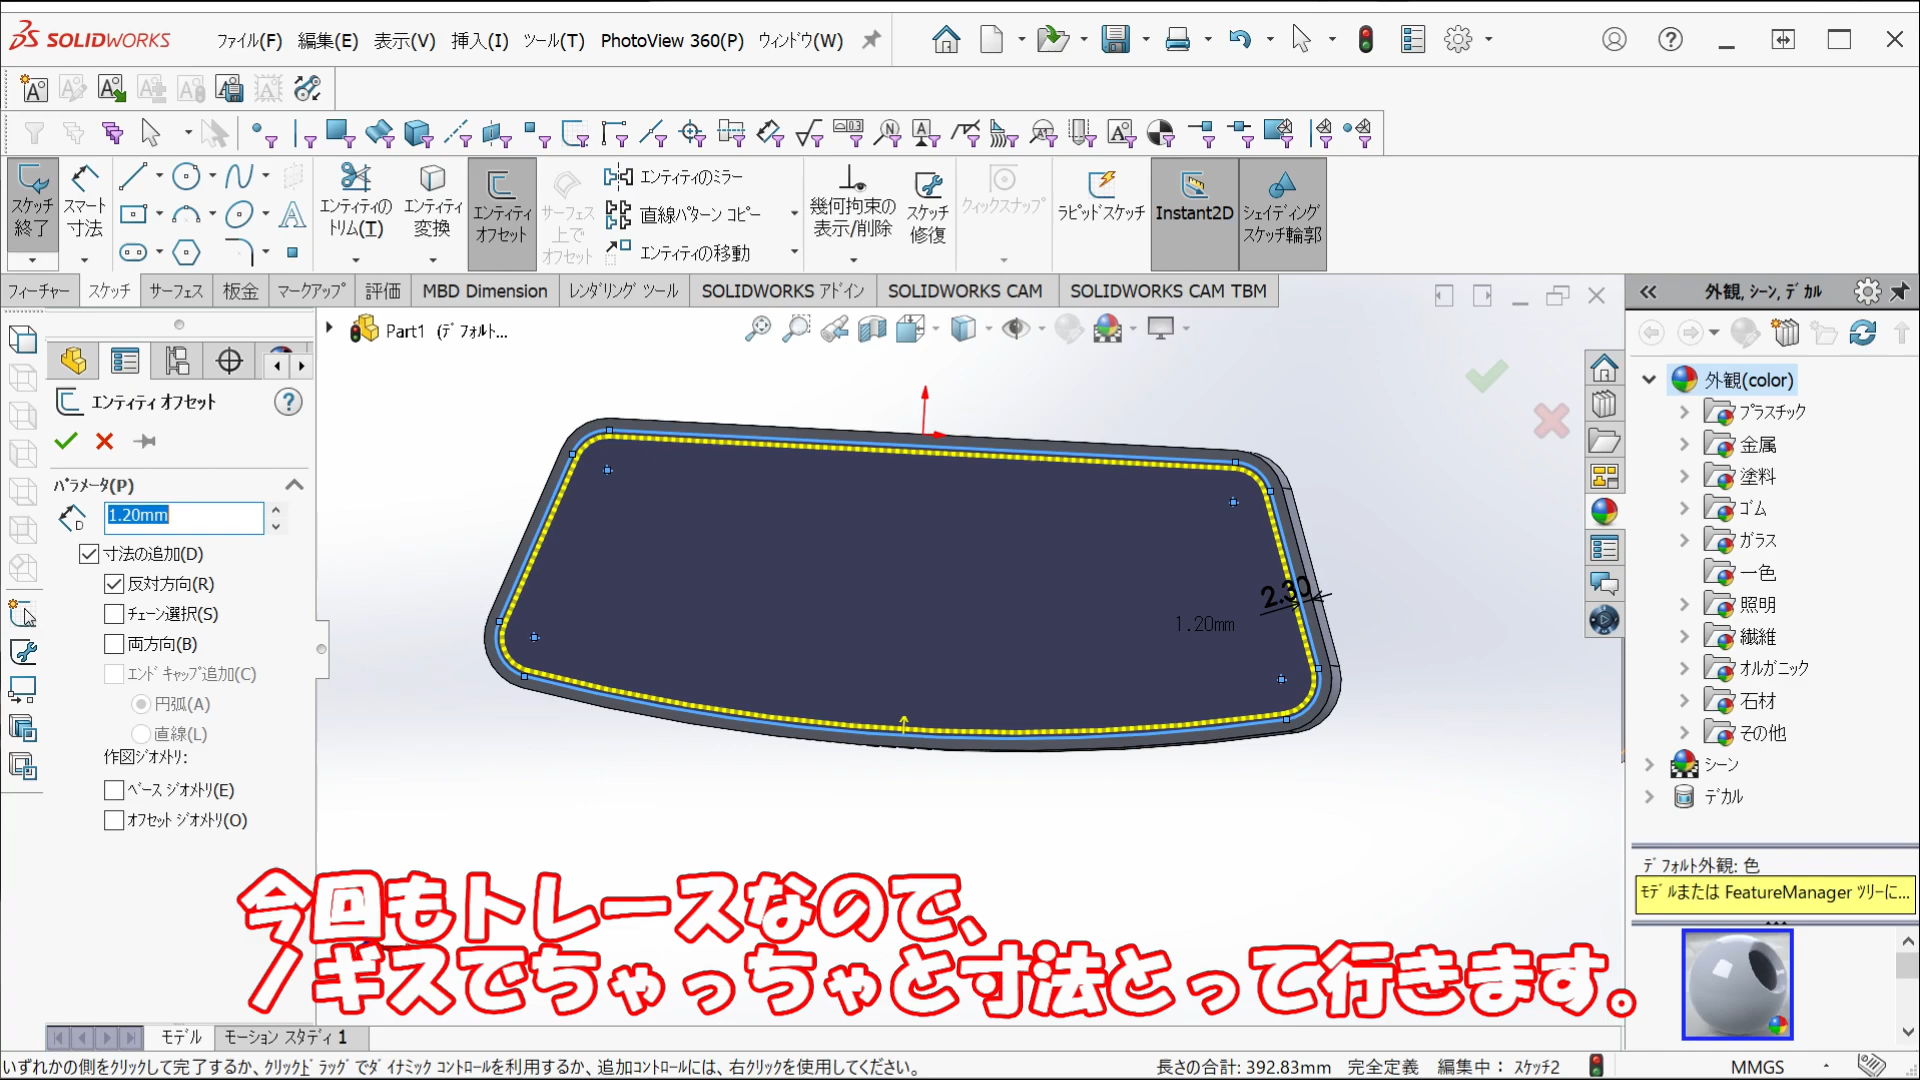 SOLIDWORKS
ファイル(F) 編集(E) 表示(V) 挿入(I) ツール(T) PhotoView 360(P) ウィンドウ(W)
スケッチ終了
スマート寸法
エンティティのトリム(T)
エンティティ変換
エンティティオフセット
サーフェス上でオフセット
エンティティのミラー
直線パターン コピー
エンティティの移動
幾何拘束の表示/削除
スケッチ修復
クィックスナップ
ラピッドスケッチ
Instant2D
シェイディングスケッチ輪郭
フィーチャー スケッチ サーフェス 板金 マークアップ 評価 MBD Dimension レンダリング ツール SOLIDWORKS アドイン SOLIDWORKS CAM SOLIDWORKS CAM TBM
Part1 (デフォルト...
エンティティ オフセット
パラメータ(P)
1.20mm
寸法の追加(D)
反対方向(R)
チェーン選択(S)
両方向(B)
エンド キャップ追加(C)
円弧(A)
直線(L)
作図ジオメトリ:
ベース ジオメトリ(E)
オフセット ジオメトリ(O)
2.30
1.20mm
外観, シーン, デカル
外観(color)
プラスチック
金属
塗料
ゴム
ガラス
一色
照明
繊維
オルガニック
石材
その他
シーン
デカル
デフォルト外観: 色
モデルまたは FeatureManager ツリーに...
今回もトレースなので、
ノギスでちゃっちゃと寸法とって行きます。
モデル モーション スタディ 1
いずれかの側をクリックして完了するか、クリックドラッグでダイナミック コントロールを利用するか、追加コントロールには、右クリックを使用してください。
長さの合計: 392.83mm 完全定義 編集中： スケッチ2 MMGS